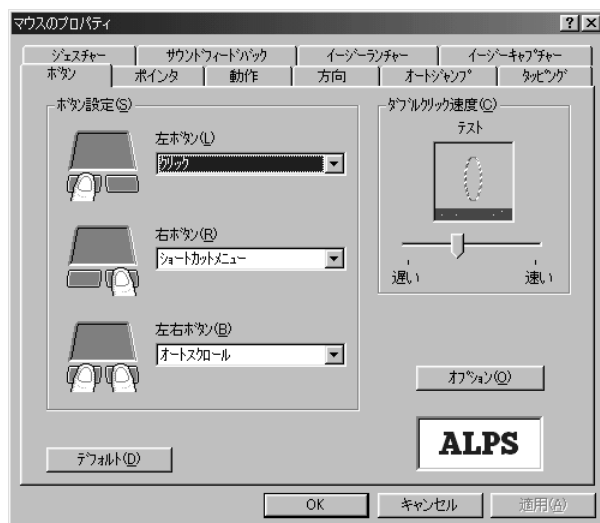 マウスのプロパティ
ジェスチャー サウンドフィードバック イージーランチャー イージーキャプチャー
ボタン ポインタ 動作 方向 オートジャンプ タッピング
ボタン設定(S)
左ボタン(L)
クリック
右ボタン(R)
ショートカットメニュー
左右ボタン(B)
オートスクロール
デフォルト(D)
ダブルクリック速度(C)
テスト
遅い 速い
オプション(O)
ALPS
OK キャンセル 適用(A)